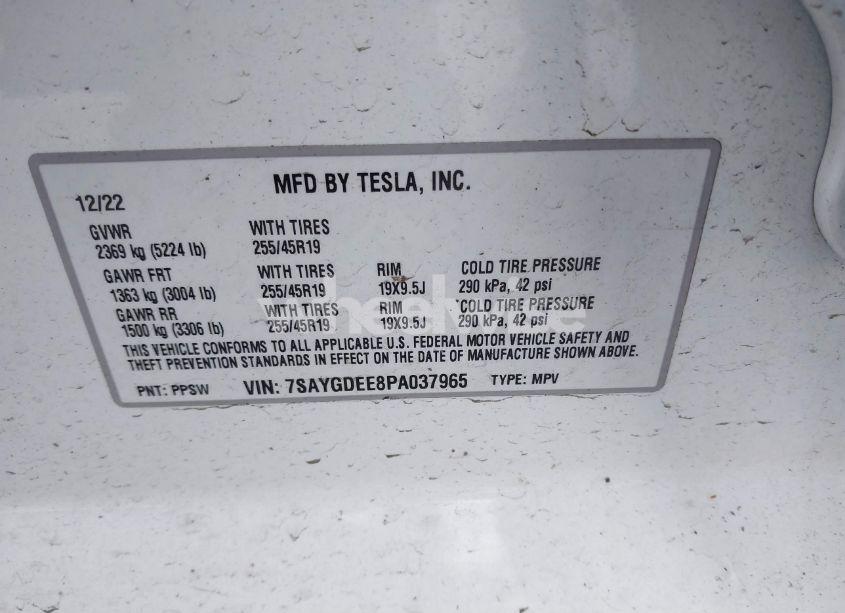 MFD BY TESLA, INC.
12/22
GVWR WITH TIRES
2369 kg (5224 lb) 255/45R19
GAWR FRT WITH TIRES RIM COLD TIRE PRESSURE
1363 kg (3004 lb) 255/45R19 19X9.5J 290 kPa, 42 psi
GAWR RR WITH TIRES RIM COLD TIRE PRESSURE
1500 kg (3306 lb) 255/45R19 19X9.5J 290 kPa, 42 psi
THIS VEHICLE CONFORMS TO ALL APPLICABLE U.S. FEDERAL MOTOR VEHICLE SAFETY AND
THEFT PREVENTION STANDARDS IN EFFECT ON THE DATE OF MANUFACTURE SHOWN ABOVE.
PNT: PPSW VIN: 7SAYGDEE8PA037965 TYPE: MPV